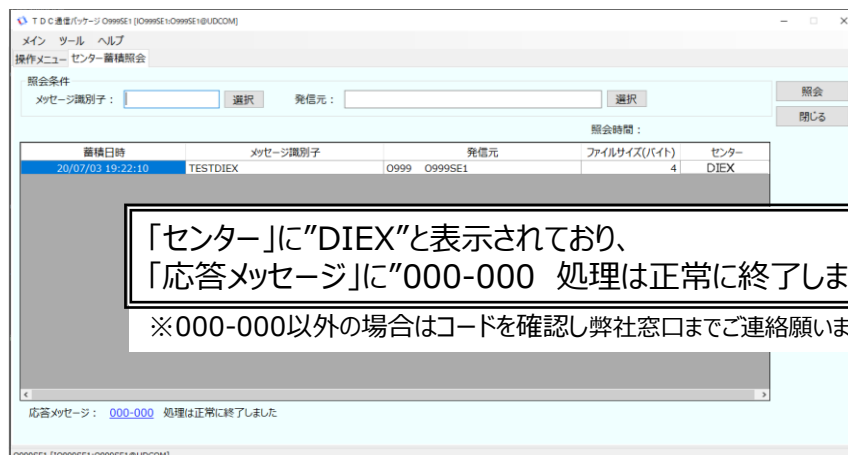 TDC通信パッケージ O999SE1 [IO999SE1:O999SE1@UDCOM]
メイン ツール ヘルプ
操作メニュー センター蓄積照会
照会条件
メッセージ識別子： 選択 発信元： 選択 照会
閉じる
照会時間：
蓄積日時 メッセージ識別子 発信元 ファイルサイズ(バイト) センター
20/07/03 19:22:10 TESTDIEX O999 O999SE1 4 DIEX
「センター」に”DIEX”と表示されており、
「応答メッセージ」に”000-000 処理は正常に終了しま
※000-000以外の場合はコードを確認し弊社窓口までご連絡願いま
応答メッセージ： 000-000 処理は正常に終了しました
O999SE1 [IO999SE1:O999SE1@UDCOM]